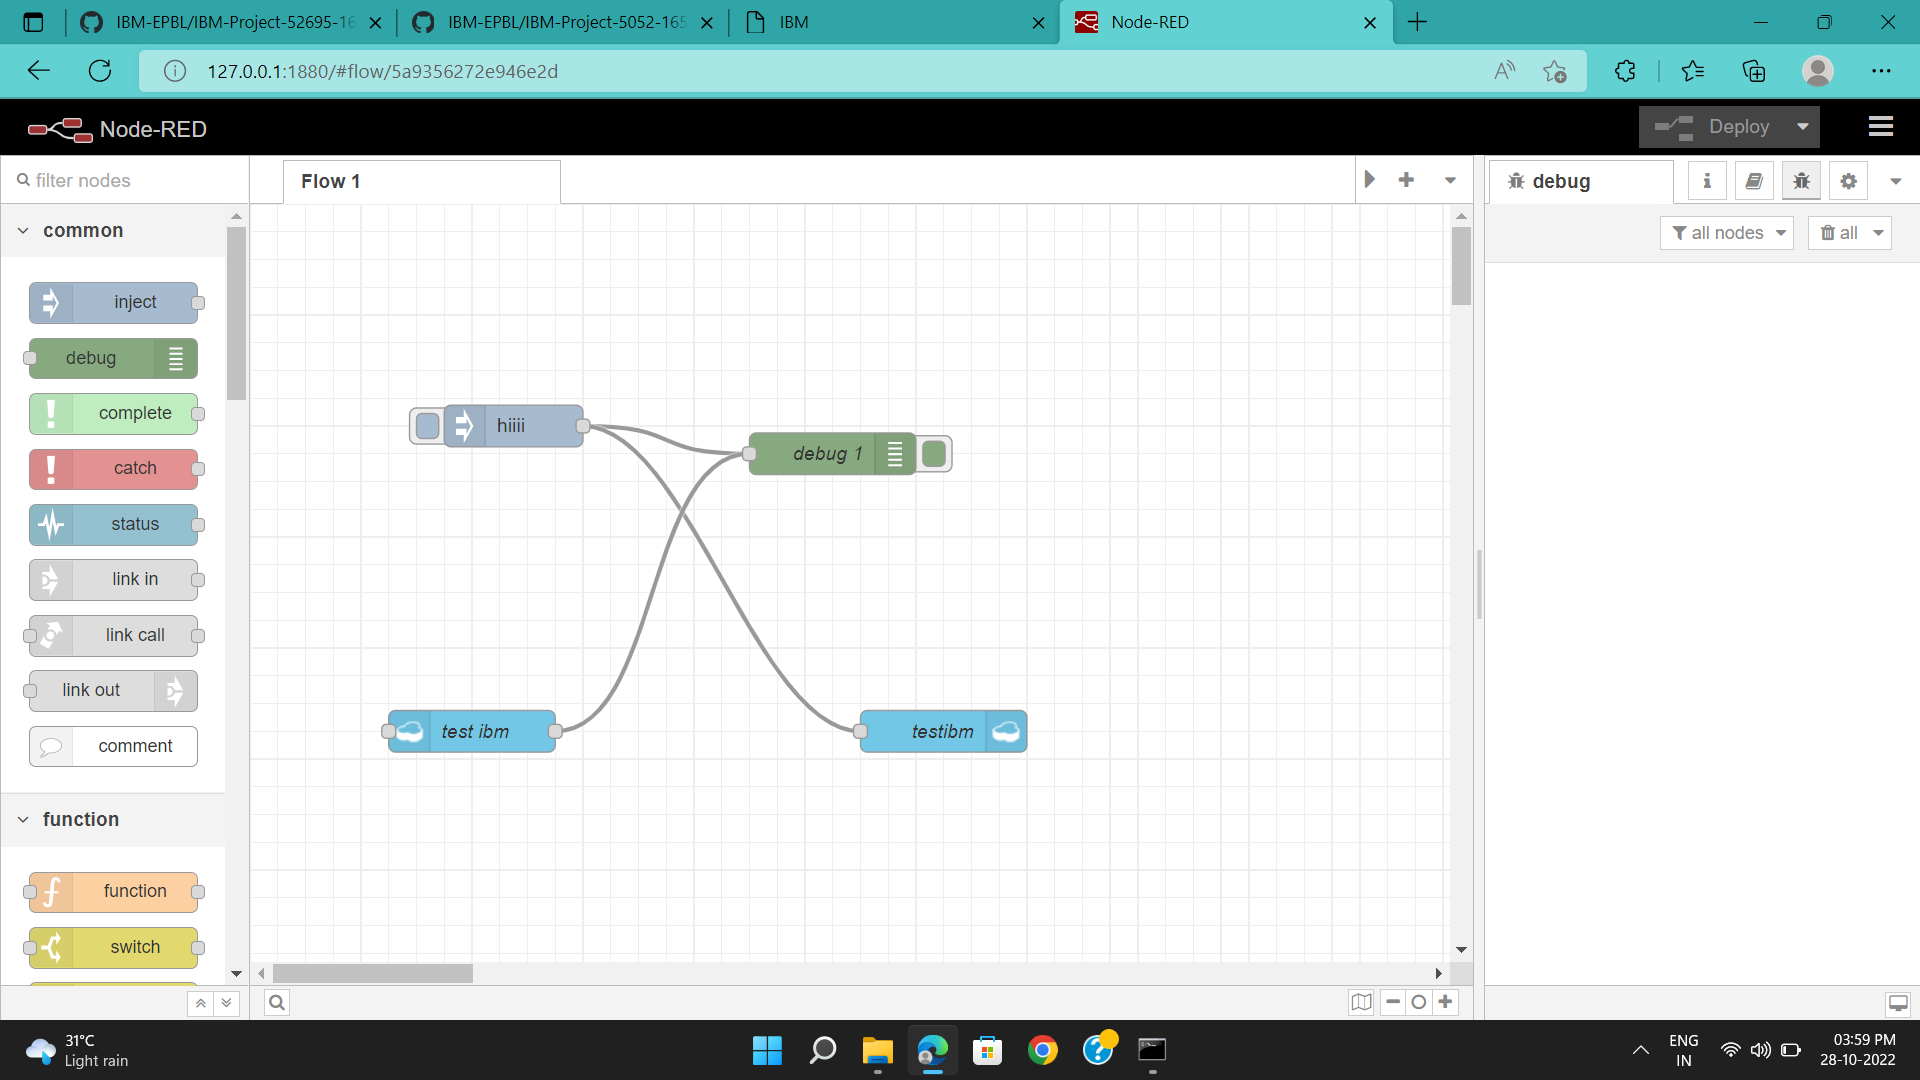 IBM-EPBL/IBM-Project-52695-16
IBM-EPBL/IBM-Project-5052-165
IBM
Node-RED
127.0.0.1:1880/#flow/5a9356272e946e2d
Node-RED
Deploy
filter nodes
Flow 1
debug
common
all nodes
all
inject
debug
complete
catch
status
link in
link call
link out
comment
function
function
switch
hiiii
debug 1
test ibm
testibm
31°C
Light rain
ENG
IN
03:59 PM
28-10-2022